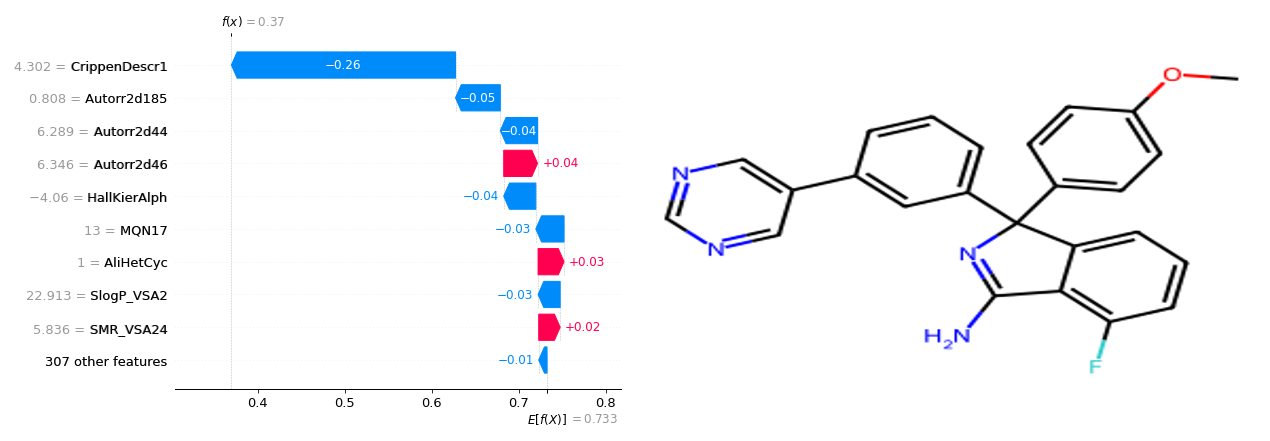 f(x) = 0.37
4.302 = CrippenDescr1
−0.26
0.808 = Autorr2d185
−0.05
6.289 = Autorr2d44
−0.04
6.346 = Autorr2d46
+0.04
−4.06 = HallKierAlph
−0.04
13 = MQN17
−0.03
1 = AliHetCyc
+0.03
22.913 = SlogP_VSA2
−0.03
5.836 = SMR_VSA24
+0.02
307 other features
−0.01
0.4 0.5 0.6 0.7 0.8
E[f(X)] = 0.733
O
N
N
N
H2N
F